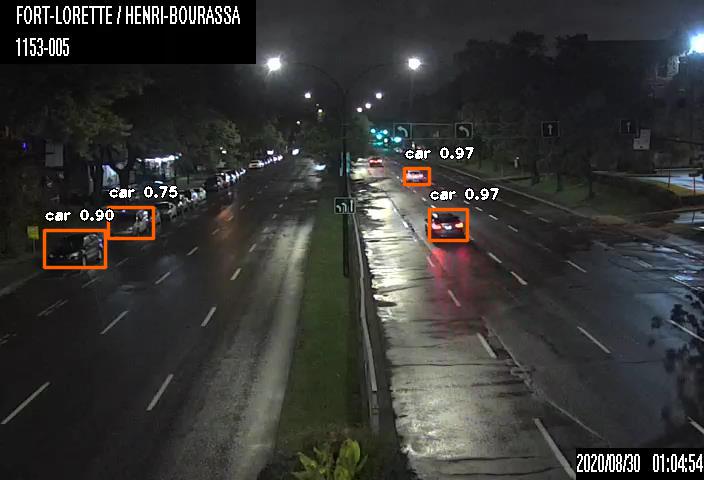 FORT-LORETTE / HENRI-BOURASSA
1153-005
car 0.97
car 0.75
car 0.97
car 0.90
2020/08/30 01:04:54